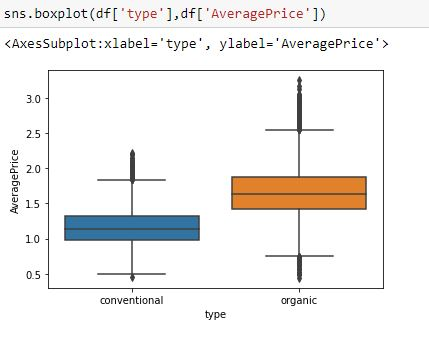 sns.boxplot(df['type'],df['AveragePrice'])
<AxesSubplot:xlabel='type', ylabel='AveragePrice'>
3.0
2.5
2.0
1.5
1.0
0.5
AveragePrice
conventional organic
type